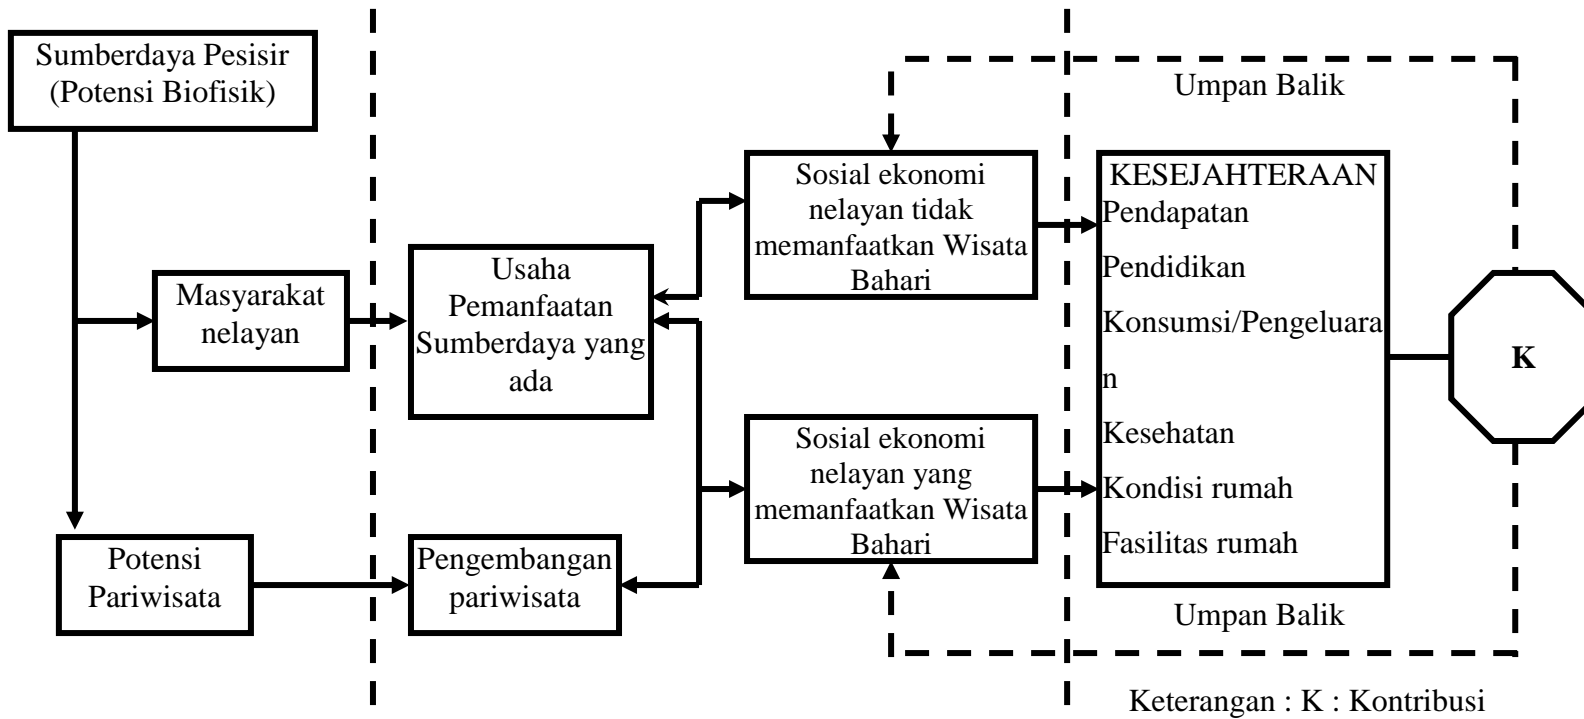 Sumberdaya Pesisir
(Potensi Biofisik)
Masyarakat
nelayan
Potensi
Pariwisata
Usaha
Pemanfaatan
Sumberdaya yang
ada
Pengembangan
pariwisata
Sosial ekonomi
nelayan tidak
memanfaatkan Wisata
Bahari
Sosial ekonomi
nelayan yang
memanfaatkan Wisata
Bahari
Umpan Balik
KESEJAHTERAAN
Pendapatan
Pendidikan
Konsumsi/Pengeluara
n
Kesehatan
Kondisi rumah
Fasilitas rumah
K
Umpan Balik
Keterangan : K : Kontribusi